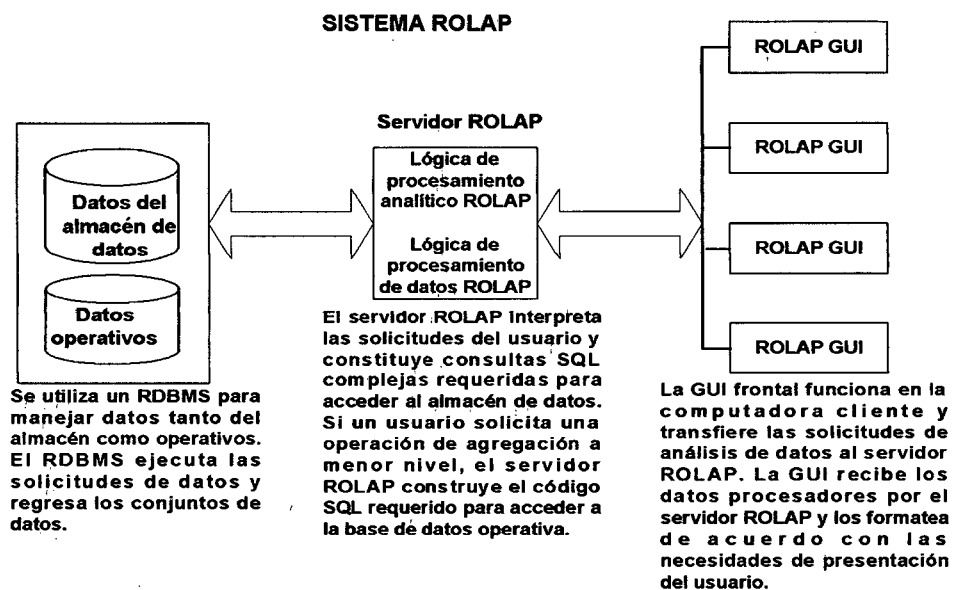 SISTEMA ROLAP
Datos del
almacén de
datos
Datos
operativos
Se utiliza un RDBMS para
manejar datos tanto del
almacén como operativos.
El RDBMS ejecuta las
solicitudes de datos y
regresa los conjuntos de
datos.
Servidor ROLAP
Lógica de
procesamiento
analítico ROLAP
Lógica de
procesamiento
de datos ROLAP
El servidor ROLAP interpreta
las solicitudes del usuario y
constituye consultas SQL
complejas requeridas para
acceder al almacén de datos.
Si un usuario solicita una
operación de agregación a
menor nivel, el servidor
ROLAP construye el código
SQL requerido para acceder a
la base de datos operativa.
ROLAP GUI
ROLAP GUI
ROLAP GUI
ROLAP GUI
La GUI frontal funciona en la
computadora cliente y
transfiere las solicitudes de
análisis de datos al servidor
ROLAP. La GUI recibe los
datos procesadores por el
servidor ROLAP y los formatea
de acuerdo con las
necesidades de presentación
del usuario.